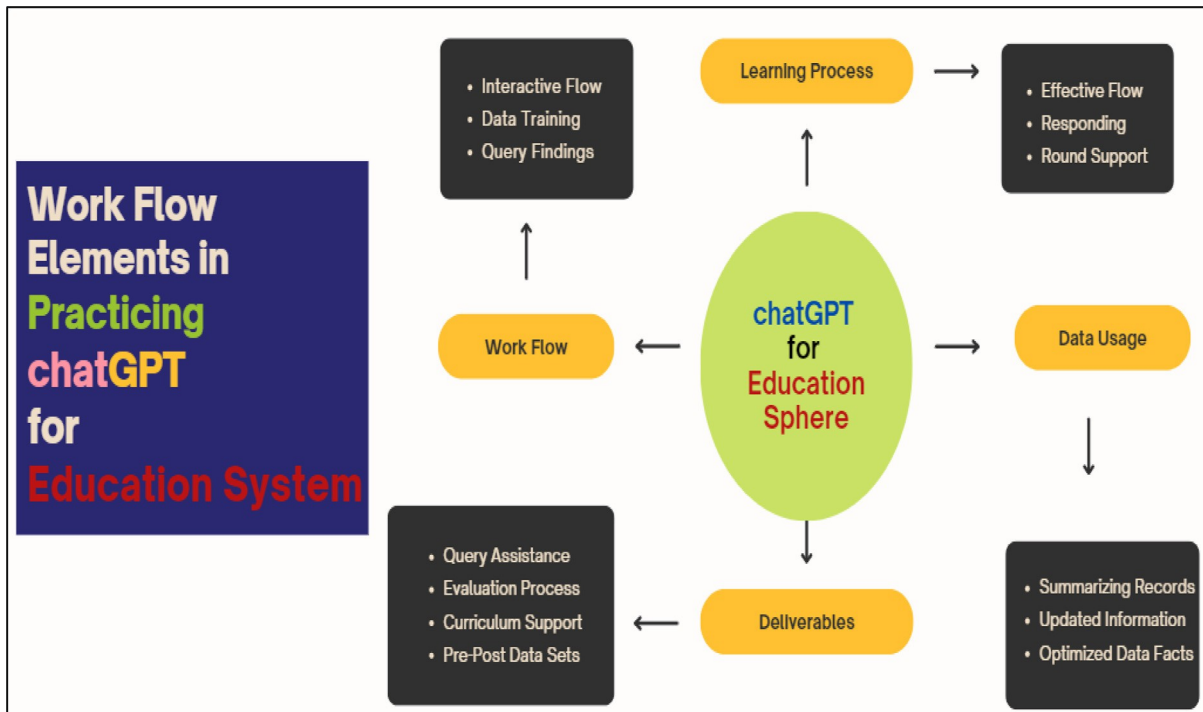 Work Flow
Elements in
Practicing
chatGPT
for
Education System
• Interactive Flow
• Data Training
• Query Findings
Learning Process
• Effective Flow
• Responding
• Round Support
Work Flow
chatGPT
for
Education
Sphere
Data Usage
• Query Assistance
• Evaluation Process
• Curriculum Support
• Pre-Post Data Sets
Deliverables
• Summarizing Records
• Updated Information
• Optimized Data Facts